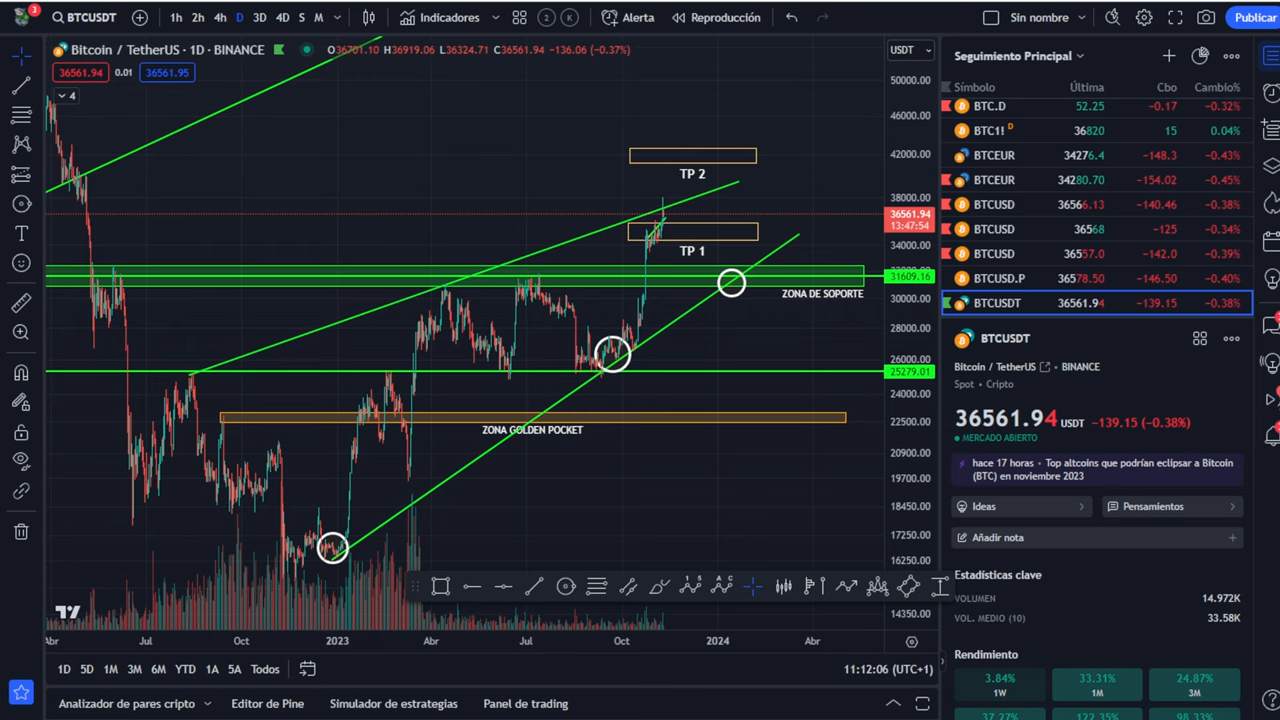 3
BTCUSDT
1h 2h 4h D 3D 4D S M
Indicadores
2 K
Alerta
Reproducción
Sin nombre
Publicar
Bitcoin / TetherUS · 1D · BINANCE O36701.10 H36919.06 L36324.71 C36561.94 -136.06 (-0.37%)
36561.94 0.01 36561.95
4
USDT
50000.00
46000.00
42000.00
38000.00
36561.94
13:47:54
34000.00
31609.16
30000.00
28000.00
26000.00
25279.01
24000.00
22500.00
20900.00
19700.00
18450.00
17250.00
16250.00
14350.00
TP 2
TP 1
ZONA DE SOPORTE
ZONA GOLDEN POCKET
Abr Jul Oct 2023 Abr Jul Oct 2024 Abr
1D 5D 1M 3M 6M YTD 1A 5A Todos
11:12:06 (UTC+1)
Analizador de pares cripto Editor de Pine Simulador de estrategias Panel de trading
Seguimiento Principal
Símbolo Última Cbo Cambio%
BTC.D 52.25 -0.17 -0.32%
BTC1! D 36820 15 0.04%
BTCEUR 34276.4 -148.3 -0.43%
BTCEUR 34280.70 -154.02 -0.45%
BTCUSD 36566.13 -140.46 -0.38%
BTCUSD 36568 -125 -0.34%
BTCUSD 36557.0 -142.0 -0.39%
BTCUSD.P 36578.50 -146.50 -0.40%
BTCUSDT 36561.94 -139.15 -0.38%
BTCUSDT
Bitcoin / TetherUS · BINANCE
Spot · Cripto
36561.94 USDT -139.15 (-0.38%)
MERCADO ABIERTO
hace 17 horas · Top altcoins que podrían eclipsar a Bitcoin
(BTC) en noviembre 2023
Ideas
Pensamientos
Añadir nota
Estadísticas clave
VOLUMEN 14.972K
VOL. MEDIO (10) 33.58K
Rendimiento
3.84% 33.31% 24.87%
1W 1M 3M
37.27% 122.35% 98.33%